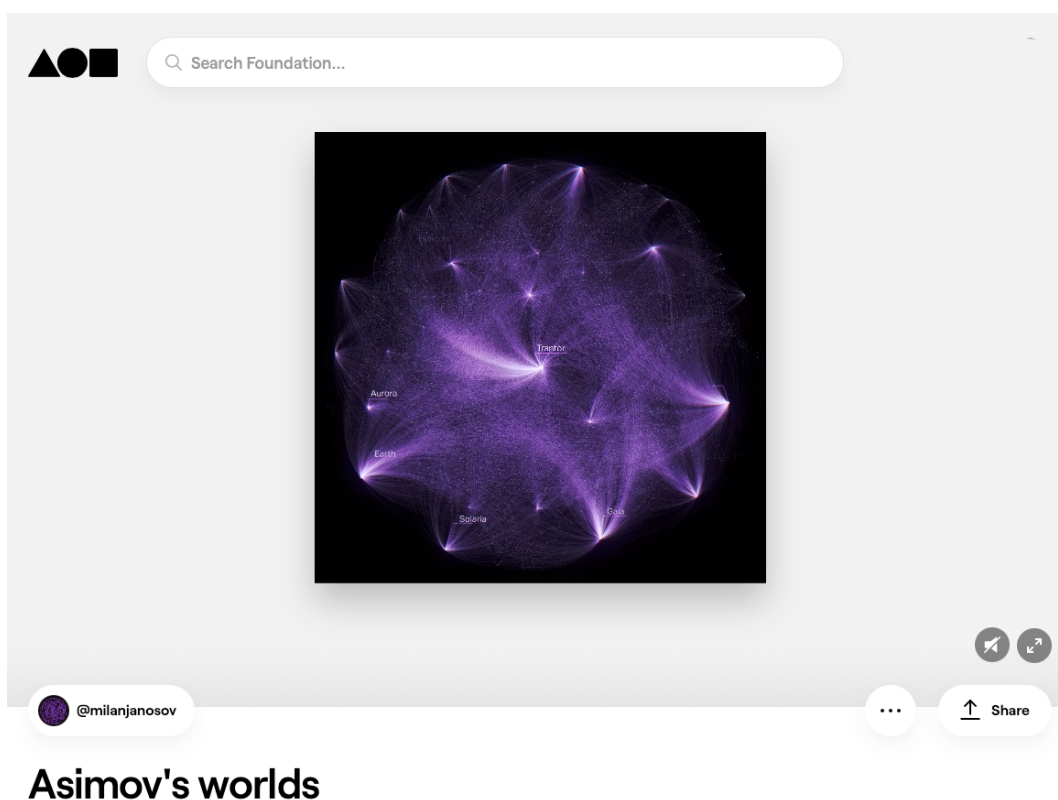 Search Foundation...
Trantor
Aurora
Earth
Gaia
Solaria
@milanjanosov
Share
Asimov's worlds